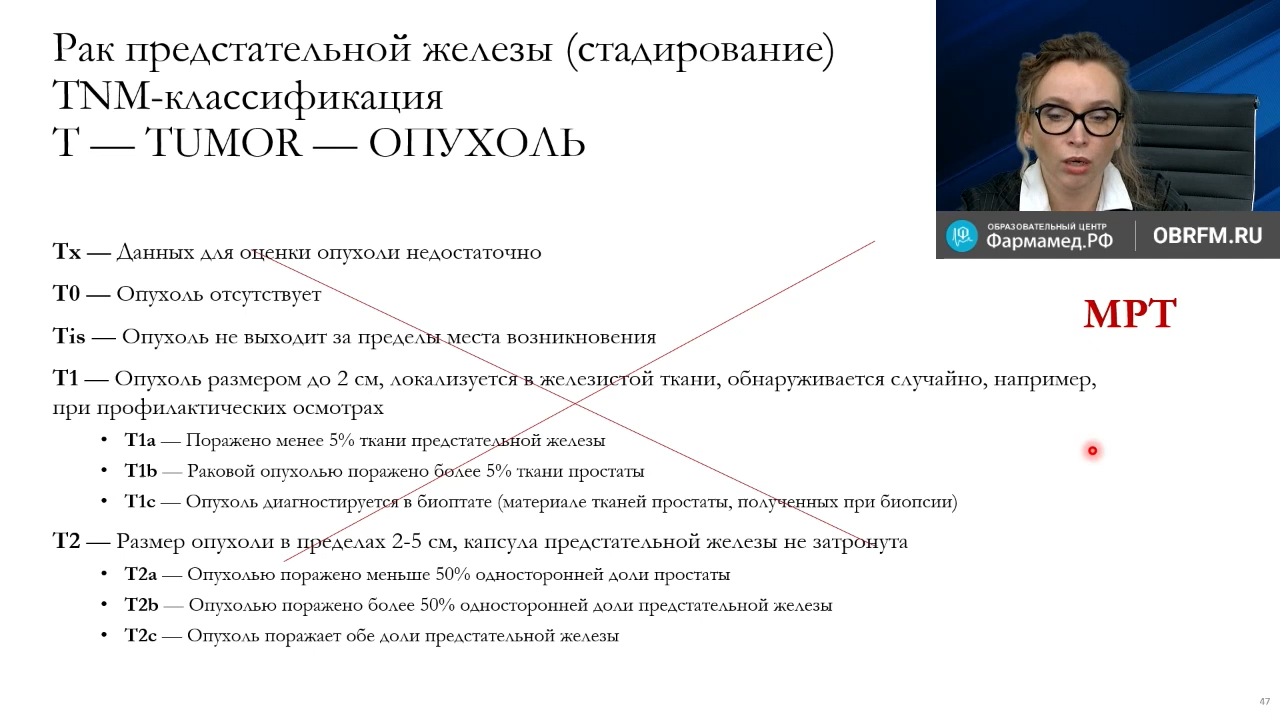 Рак предстательной железы (стадирование)
TNM-классификация
T — TUMOR — ОПУХОЛЬ
ОБРАЗОВАТЕЛЬНЫЙ ЦЕНТР
Фармамед.РФ
OBRFM.RU
МРТ
Tx — Данных для оценки опухоли недостаточно
T0 — Опухоль отсутствует
Tis — Опухоль не выходит за пределы места возникновения
T1 — Опухоль размером до 2 см, локализуется в железистой ткани, обнаруживается случайно, например,
при профилактических осмотрах
• T1a — Поражено менее 5% ткани предстательной железы
• T1b — Раковой опухолью поражено более 5% ткани простаты
• T1c — Опухоль диагностируется в биоптате (материале тканей простаты, полученных при биопсии)
T2 — Размер опухоли в пределах 2-5 см, капсула предстательной железы не затронута
• T2a — Опухолью поражено меньше 50% односторонней доли простаты
• T2b — Опухолью поражено более 50% односторонней доли предстательной железы
• T2c — Опухоль поражает обе доли предстательной железы
47